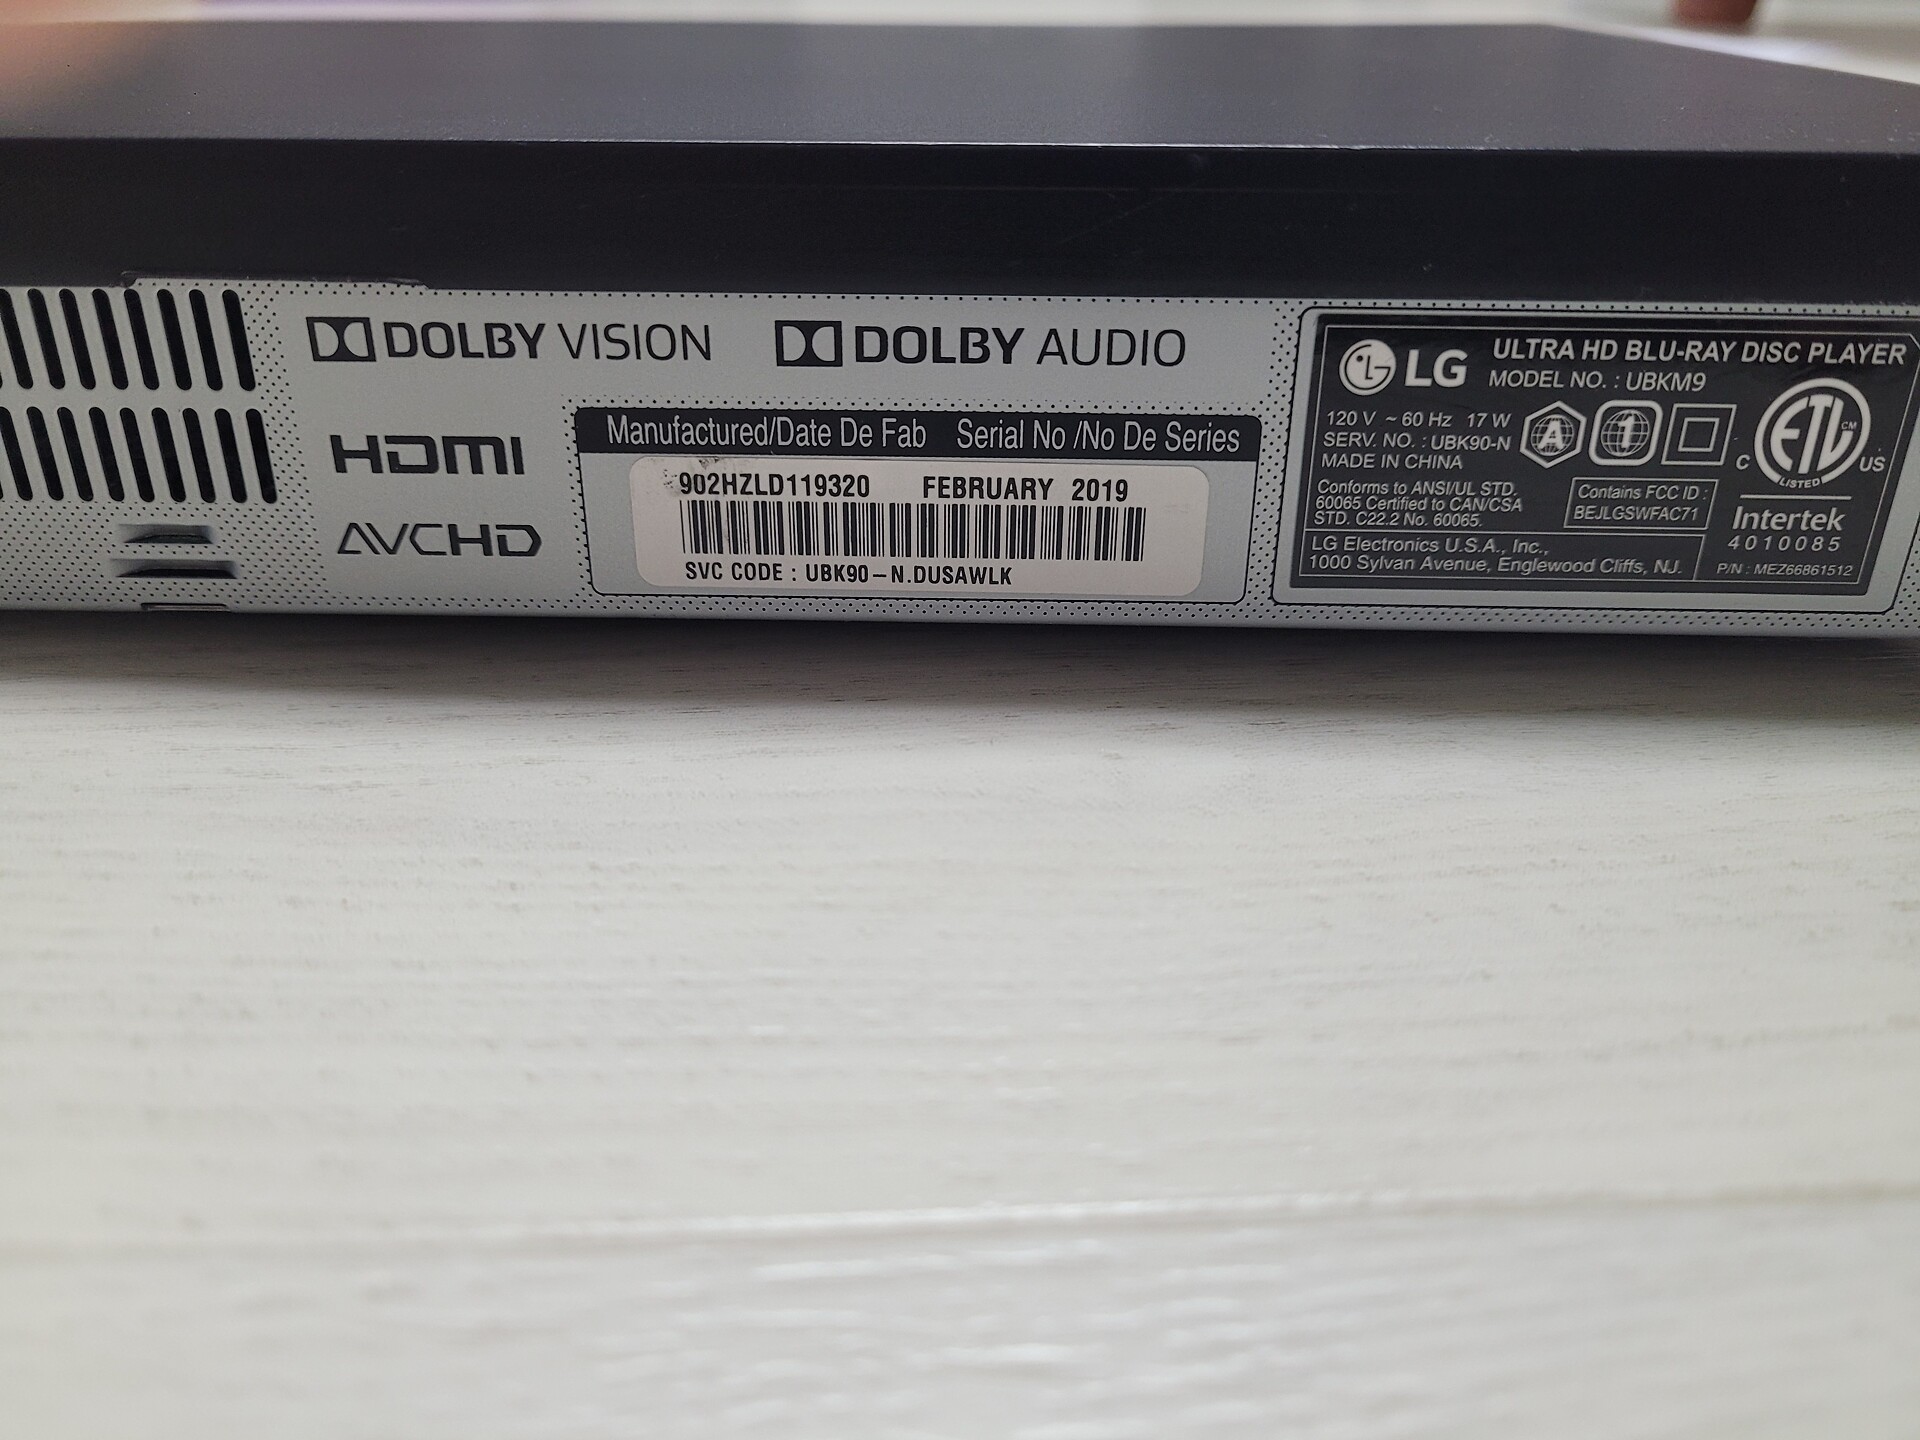 DOLBY VISION
DOLBY AUDIO
HDMI
AVCHD
Manufactured/Date De Fab Serial No /No De Series
902HZLD119320 FEBRUARY 2019
SVC CODE : UBK90-N.DUSAWLK
LG
ULTRA HD BLU-RAY DISC PLAYER
MODEL NO. : UBKM9
120 V ~ 60 Hz 17 W
SERV. NO. : UBK90-N
MADE IN CHINA
A
1
C ETL CM US
LISTED
Conforms to ANSI/UL STD.
60065 Certified to CAN/CSA
STD. C22.2 No. 60065.
Contains FCC ID :
BEJLGSWFAC71
Intertek
4010085
LG Electronics U.S.A., Inc.,
1000 Sylvan Avenue, Englewood Cliffs, NJ.
P/N : MEZ66861512